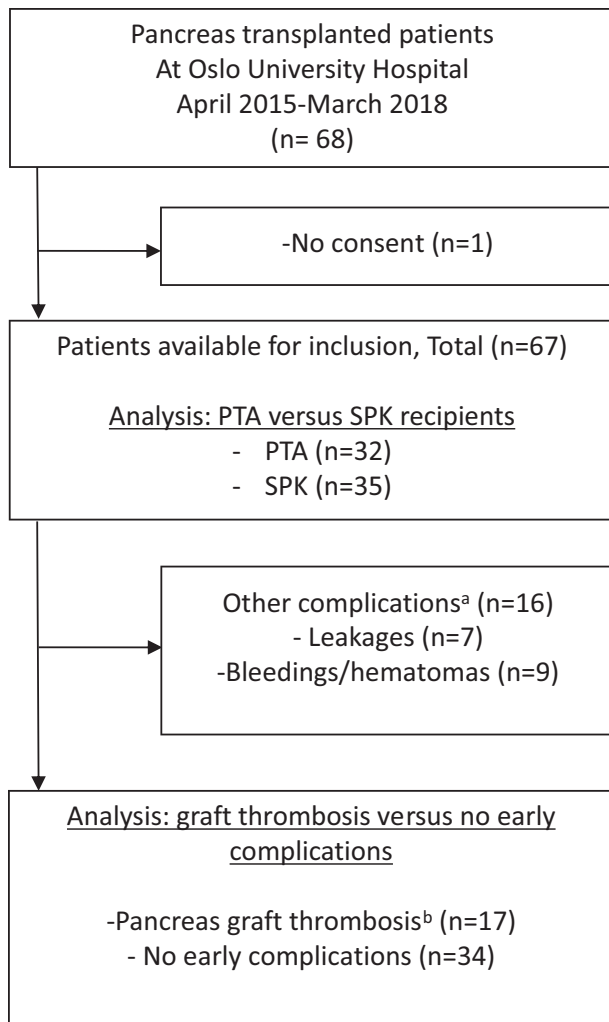 Pancreas transplanted patients
At Oslo University Hospital
April 2015-March 2018
(n= 68)
-No consent (n=1)
Patients available for inclusion, Total (n=67)
Analysis: PTA versus SPK recipients
- PTA (n=32)
- SPK (n=35)
Other complicationsᵃ (n=16)
- Leakages (n=7)
-Bleedings/hematomas (n=9)
Analysis: graft thrombosis versus no early
complications
-Pancreas graft thrombosisᵇ (n=17)
- No early complications (n=34)